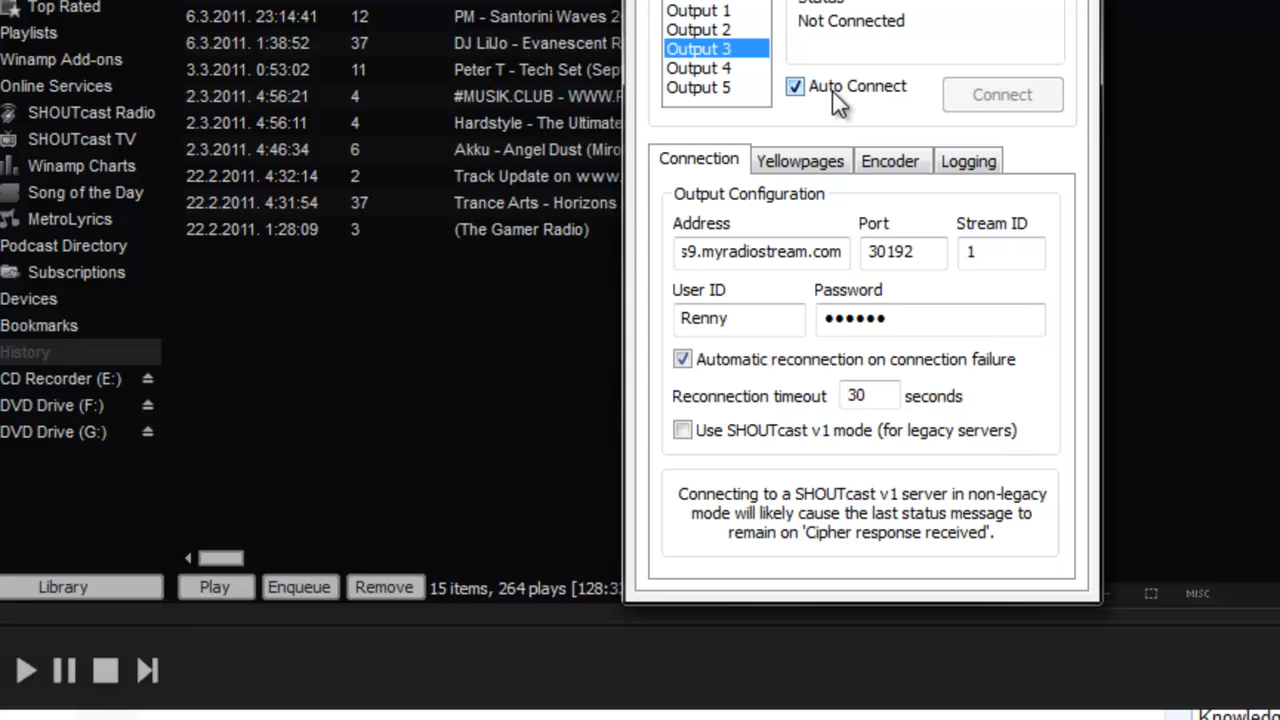 Top Rated
Playlists
Winamp Add-ons
Online Services
SHOUTcast Radio
SHOUTcast TV
Winamp Charts
Song of the Day
MetroLyrics
Podcast Directory
Subscriptions
Devices
Bookmarks
History
CD Recorder (E:)
DVD Drive (F:)
DVD Drive (G:)
Library
6.3.2011. 23:14:41 12 PM - Santorini Waves 2
6.3.2011. 1:38:52 37 DJ LiJo - Evanescent R
3.3.2011. 0:53:02 11 Peter T - Tech Set (Sep
2.3.2011. 4:56:21 4 #MUSIK.CLUB - WWW.
2.3.2011. 4:56:11 4 Hardstyle - The Ultimate
2.3.2011. 4:46:34 6 Akku - Angel Dust (Miro
22.2.2011. 4:32:14 2 Track Update on www.
22.2.2011. 4:31:54 37 Trance Arts - Horizons
22.2.2011. 1:28:09 3 (The Gamer Radio)
Play Enqueue Remove 15 items, 264 plays [128:3
Output 1
Output 2
Output 3
Output 4
Output 5
Status
Not Connected
Auto Connect
Connect
Connection Yellowpages Encoder Logging
Output Configuration
Address Port Stream ID
s9.myradiostream.com 30192 1
User ID Password
Renny ●●●●●●
Automatic reconnection on connection failure
Reconnection timeout 30 seconds
Use SHOUTcast v1 mode (for legacy servers)
Connecting to a SHOUTcast v1 server in non-legacy
mode will likely cause the last status message to
remain on 'Cipher response received'.
MISC